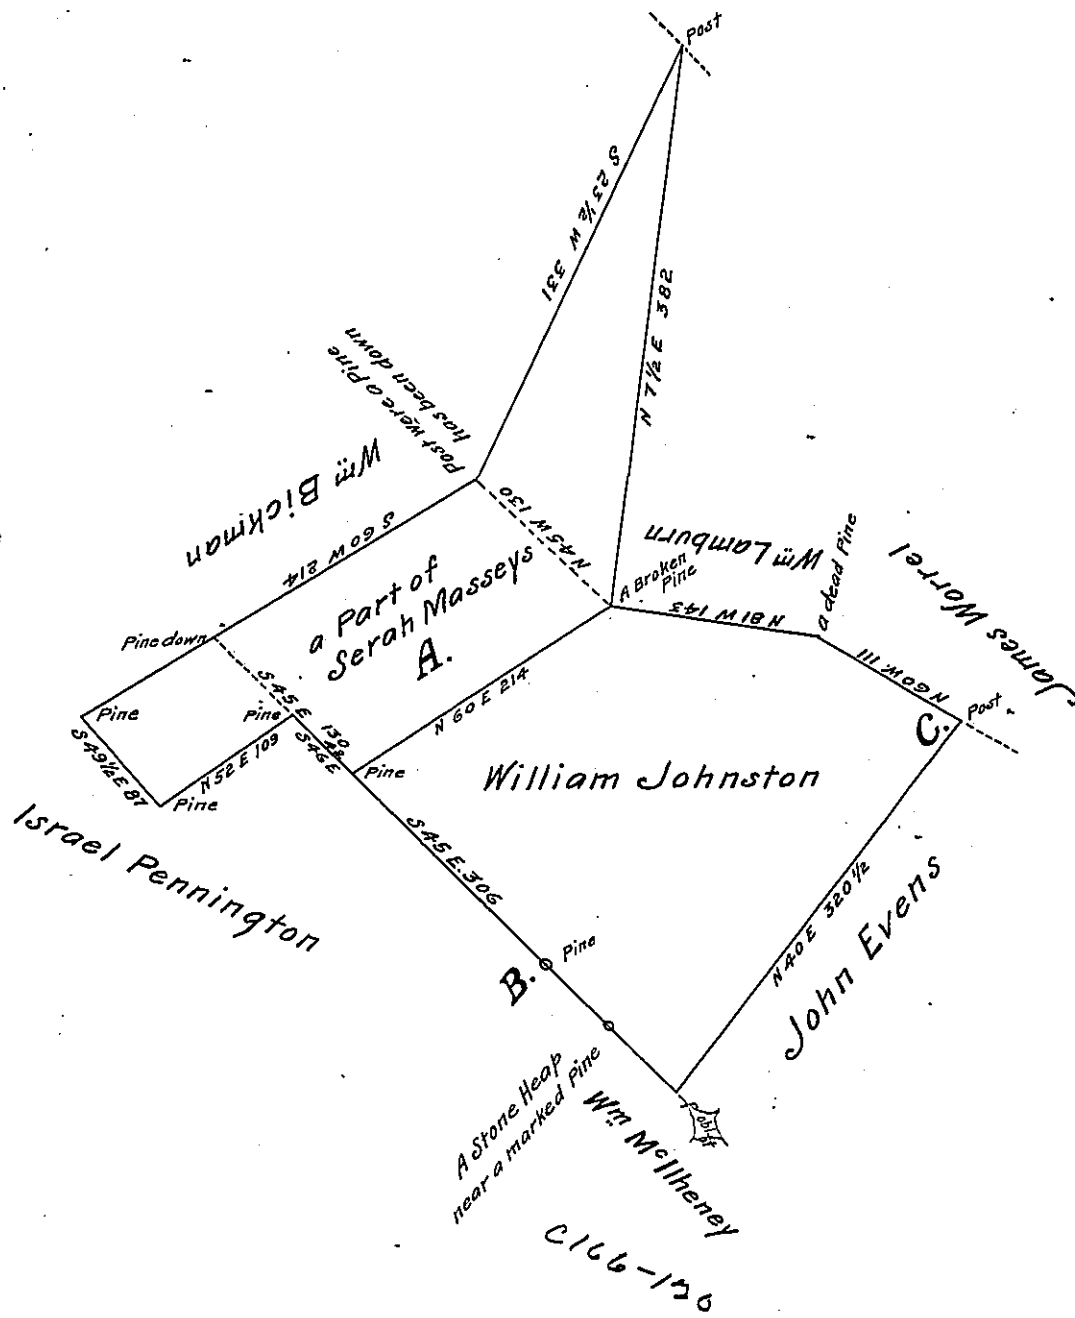 Post
S 23½ W 331
N 7½ E 382
Post were a Pine
has been down
Wm Bickman
S 60 W 214
N 45 W 130
Wm Lamburn
a dead Pine
James Worrel
a Part of
Serah Masseys
A.
A Broken
Pine
N 81 W 143
N 60 W. 111
Post
C.
Pine down
S 45 E 130
Pine
Pine
S 46 E 48
S 49½ E 87
N 52 E 109
Pine
Pine
N 60 E 214
William Johnston
Israel Pennington
S 45 E. 306
Pine
B.
N 40 E 320½
John Evens
A Stone Heap
near a marked Pine
Wm McIlheney
C166-130